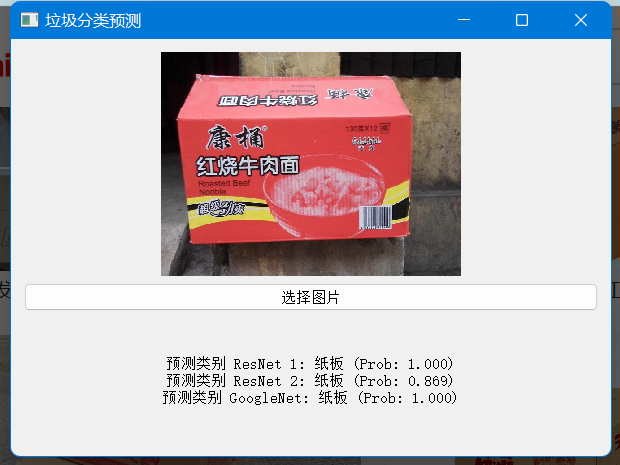 垃圾分类预测
红烧牛肉面
康桶
康桶
130克X12
红烧牛肉面
Roasted Beef
Noodle
选择图片
预测类别 ResNet 1: 纸板 (Prob: 1.000)
预测类别 ResNet 2: 纸板 (Prob: 0.869)
预测类别 GoogleNet: 纸板 (Prob: 1.000)